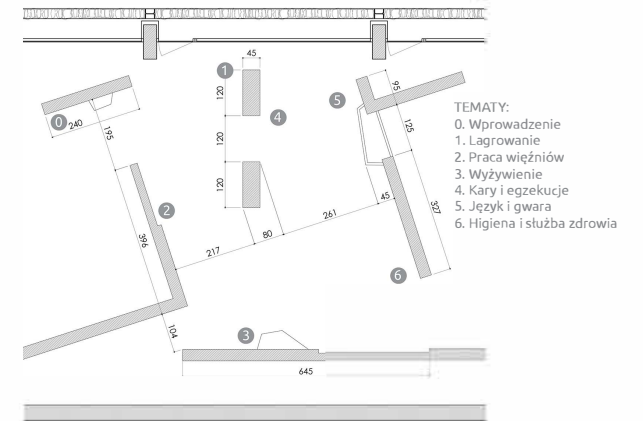 45
1
120
95
5
4
TEMATY:
0. Wprowadzenie
1. Lagrowanie
2. Praca więźniów
3. Wyżywienie
4. Kary i egzekucje
5. Język i gwara
6. Higiena i służba zdrowia
0
240
195
125
120
120
2
45
327
261
80
217
396
6
104
3
645